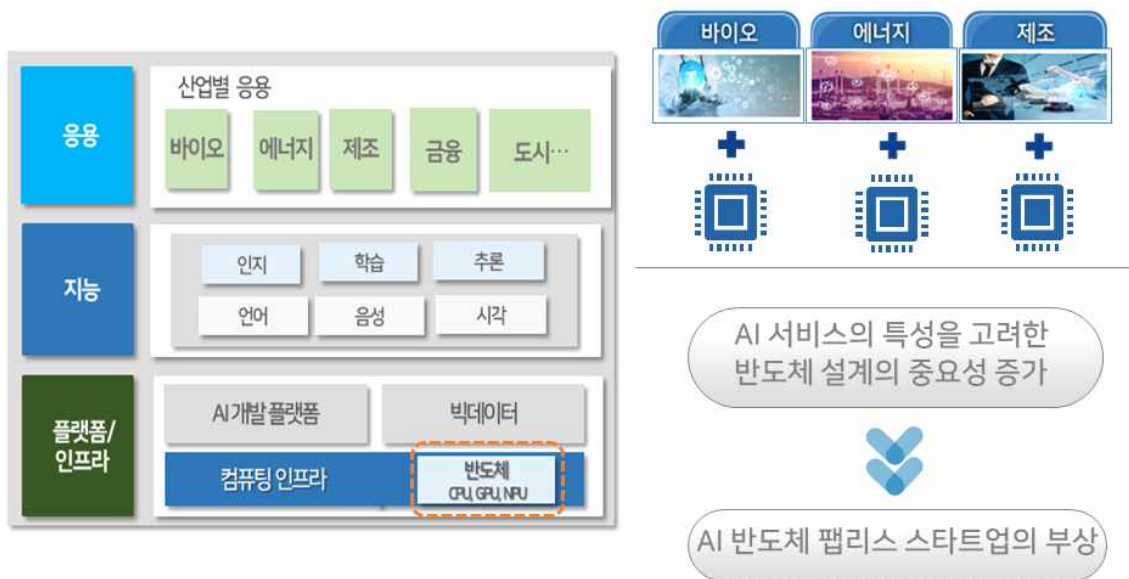 응용
산업별 응용
바이오
에너지
제조
금융
도시…
지능
인지
학습
추론
언어
음성
시각
플랫폼/
인프라
AI 개발 플랫폼
빅데이터
컴퓨팅 인프라
반도체
CPU, GPU, NPU
바이오
에너지
제조
AI 서비스의 특성을 고려한
반도체 설계의 중요성 증가
AI 반도체 팹리스 스타트업의 부상